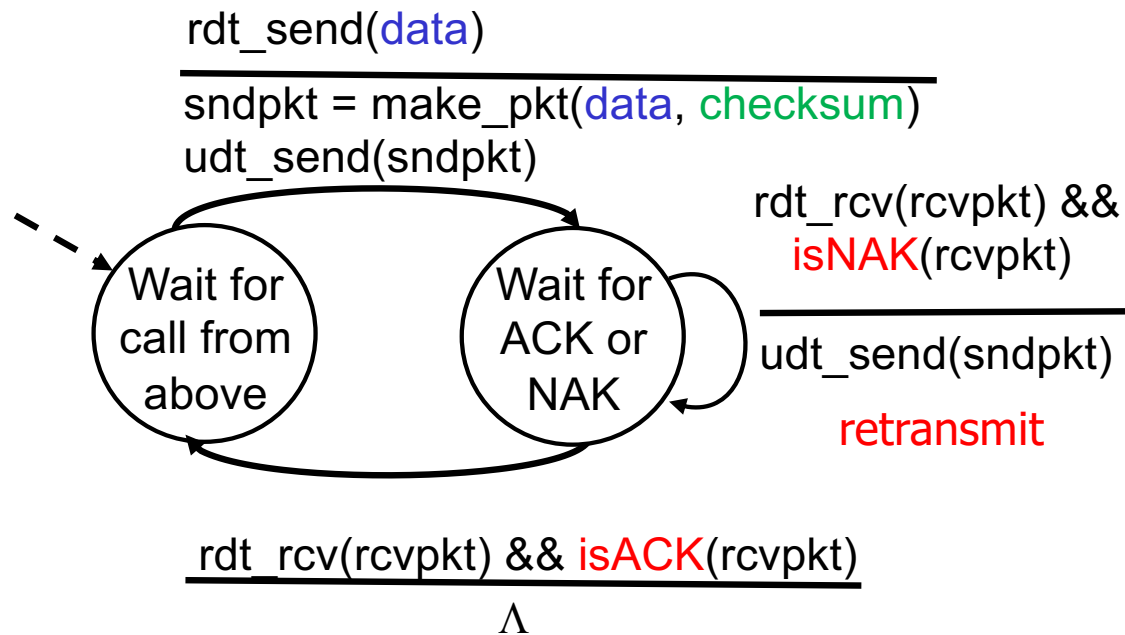 rdt_send(data)
sndpkt = make_pkt(data, checksum)
udt_send(sndpkt)
rdt_rcv(rcvpkt) &&
isNAK(rcvpkt)
udt_send(sndpkt)
retransmit
Wait for
call from
above
Wait for
ACK or
NAK
rdt_rcv(rcvpkt) && isACK(rcvpkt)
Λ